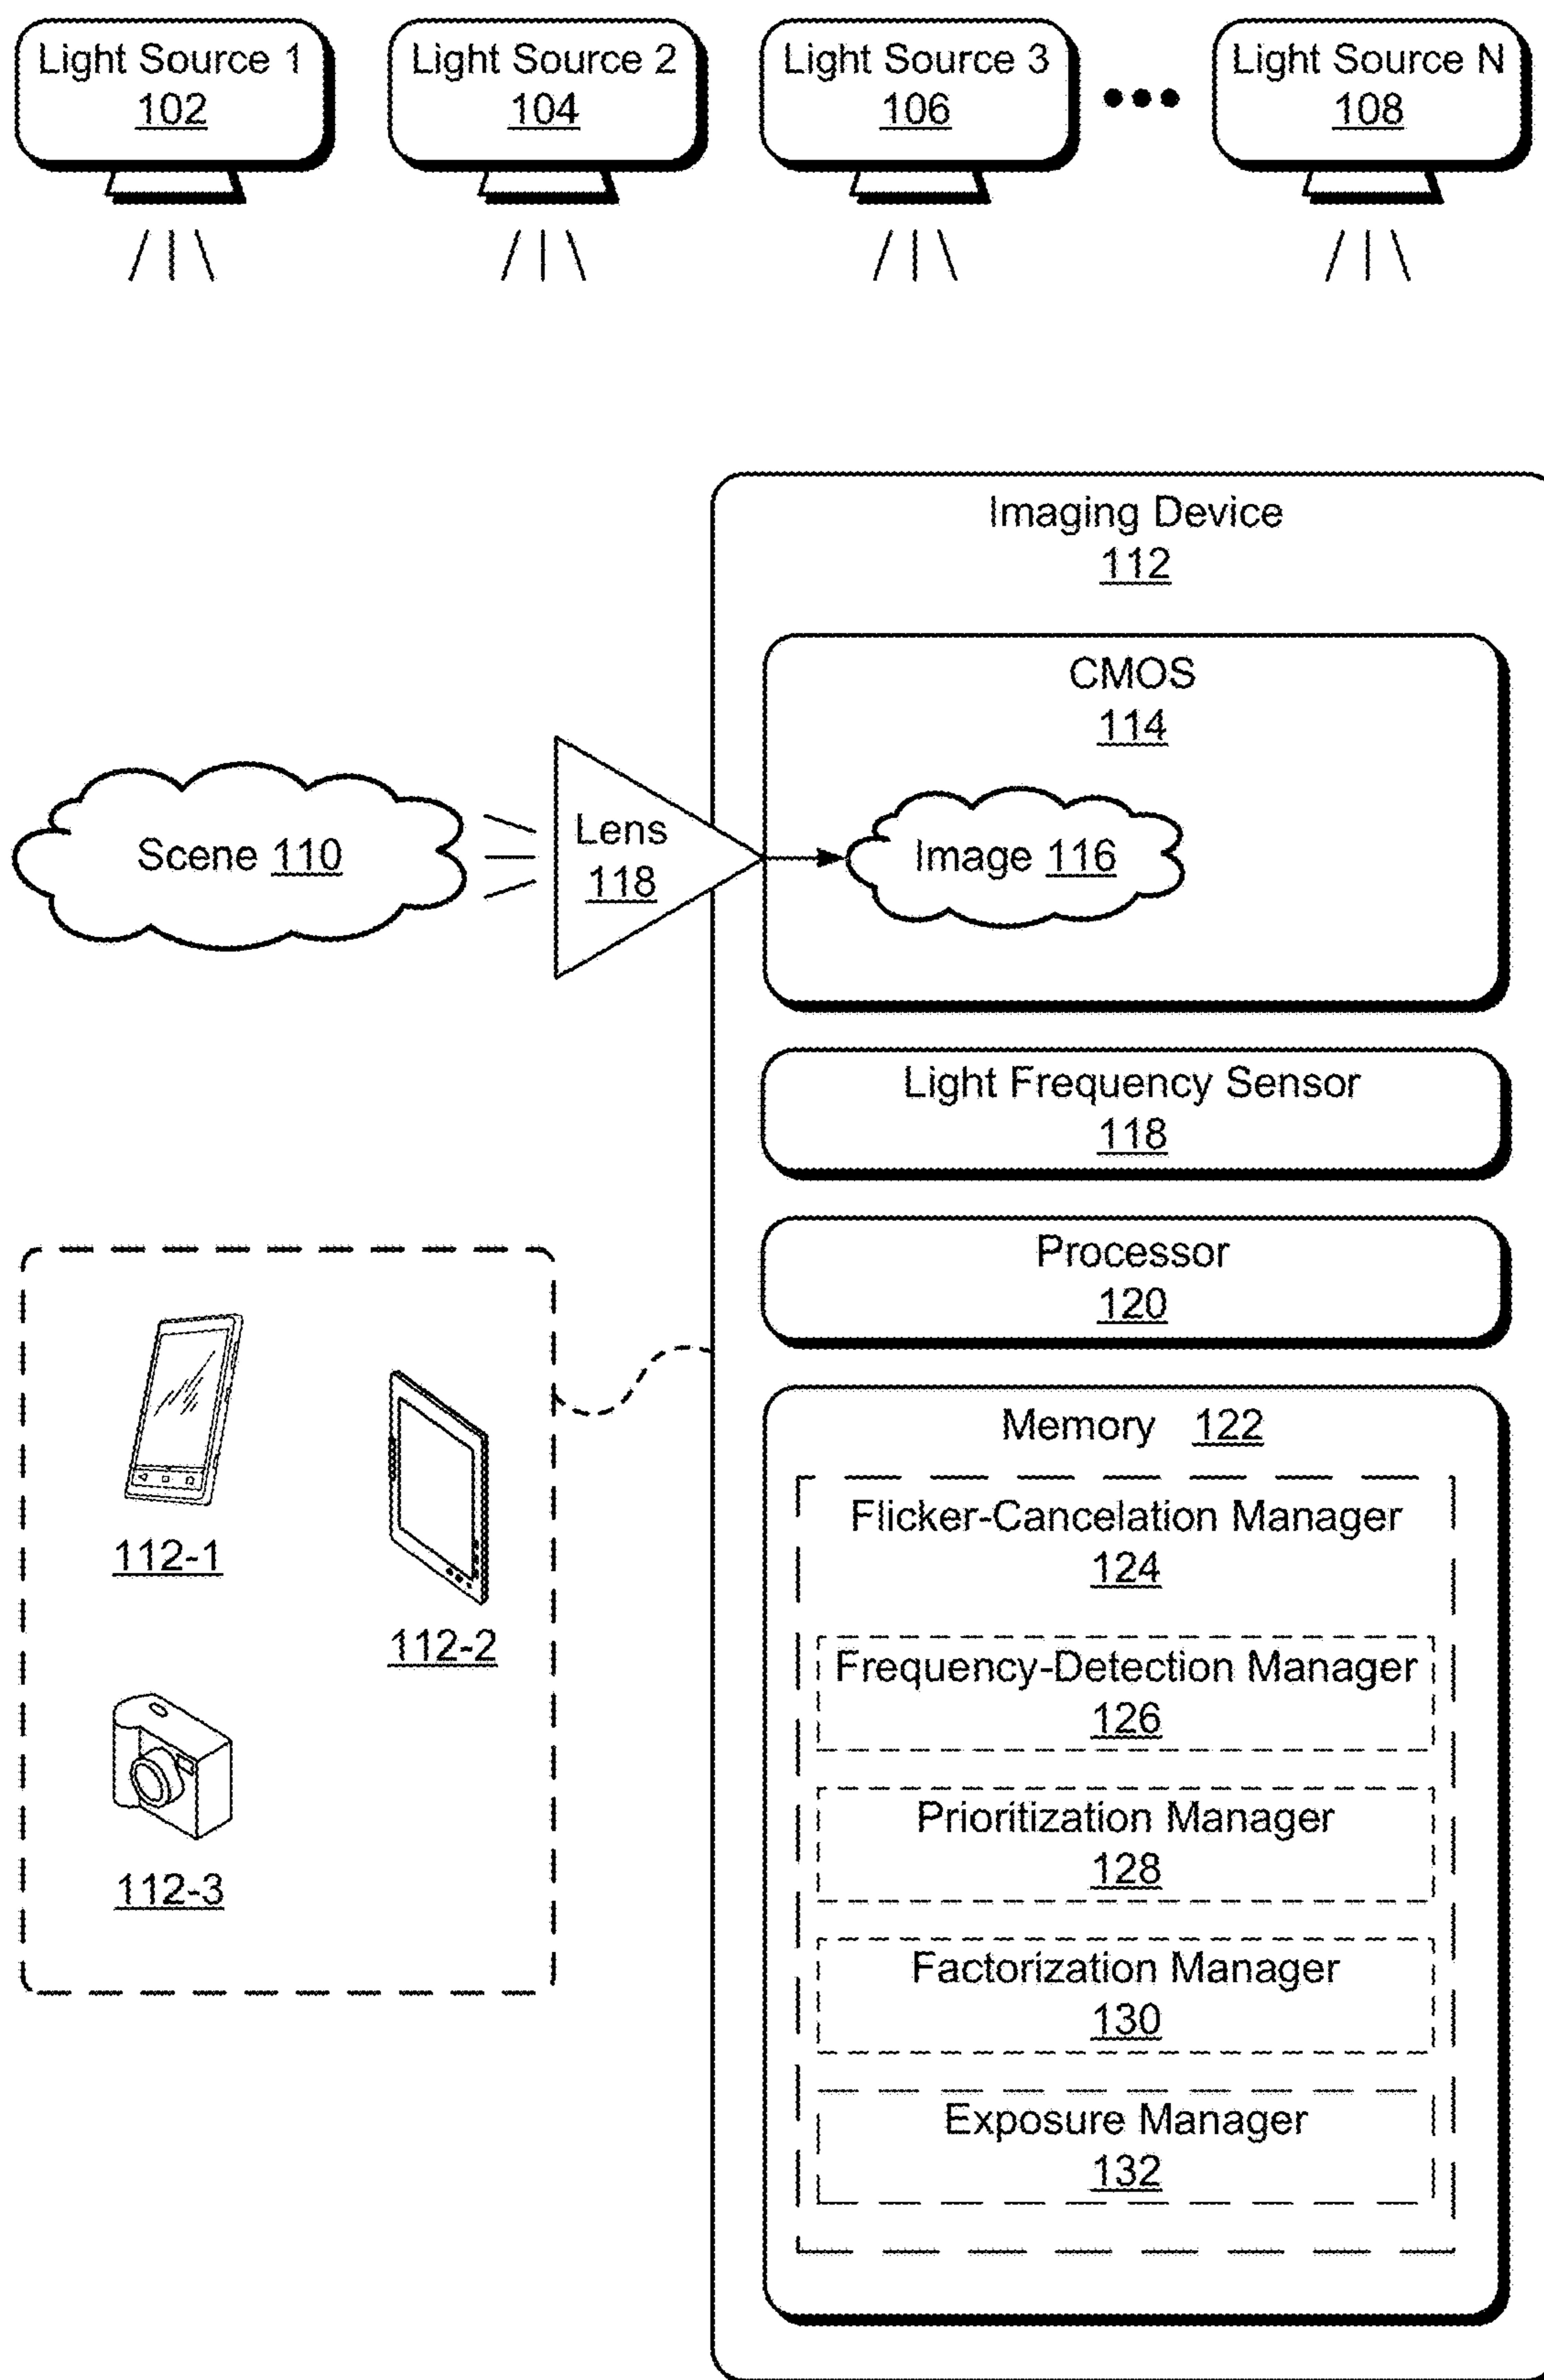 Light Source 1
102
Light Source 2
104
Light Source 3
106
Light Source N
108
Imaging Device
112
CMOS
114
Scene 110
Lens
118
Image 116
Light Frequency Sensor
118
Processor
120
112-1
112-2
112-3
Memory 122
Flicker-Cancelation Manager
124
Frequency-Detection Manager
126
Prioritization Manager
128
Factorization Manager
130
Exposure Manager
132